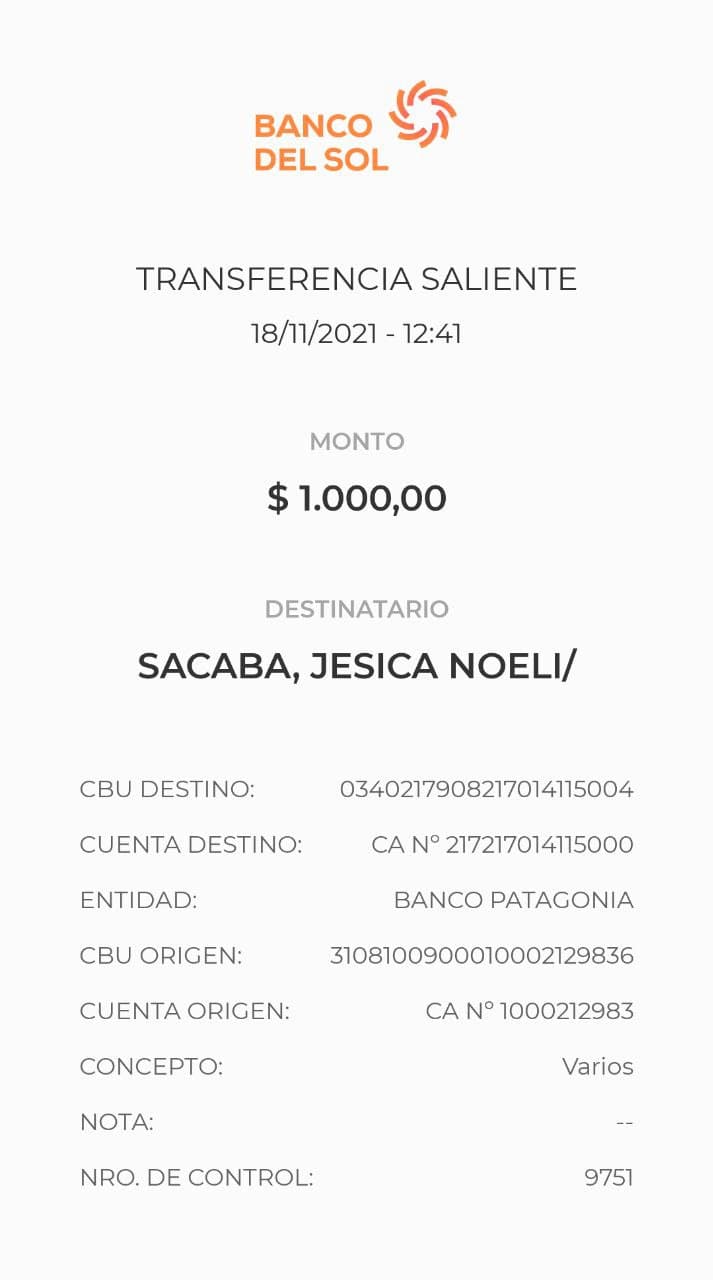 BANCO
DEL SOL
TRANSFERENCIA SALIENTE
18/11/2021 - 12:41
MONTO
$ 1.000,00
DESTINATARIO
SACABA, JESICA NOELI/
CBU DESTINO: 0340217908217014115004
CUENTA DESTINO: CA Nº 217217014115000
ENTIDAD: BANCO PATAGONIA
CBU ORIGEN: 3108100900010002129836
CUENTA ORIGEN: CA Nº 1000212983
CONCEPTO: Varios
NOTA: --
NRO. DE CONTROL: 9751